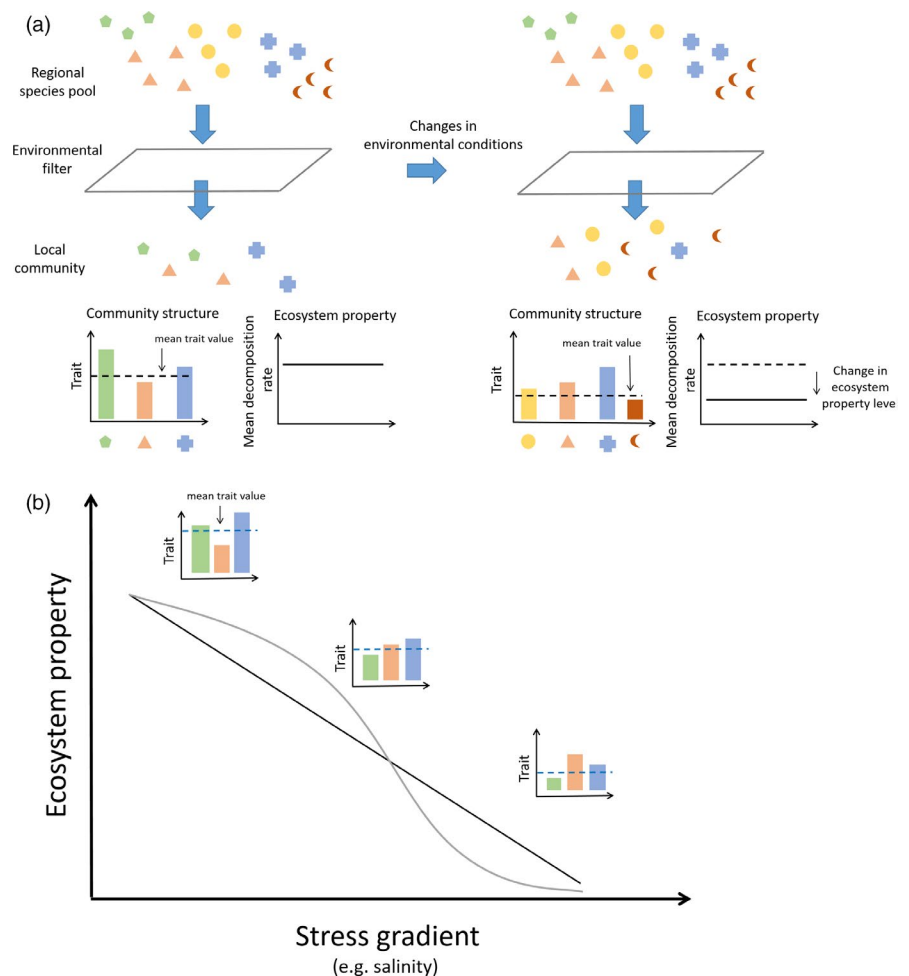 (a)
Regional
species pool
Environmental
filter
Changes in
environmental conditions
Local
community
Community structure
mean trait value
Trait
Ecosystem property
Mean decomposition
rate
Community structure
mean trait value
Trait
Ecosystem property
Mean decomposition
rate
Change in
ecosystem
property leve
(b)
mean trait value
Trait
Trait
Trait
Ecosystem property
Stress gradient
(e.g. salinity)